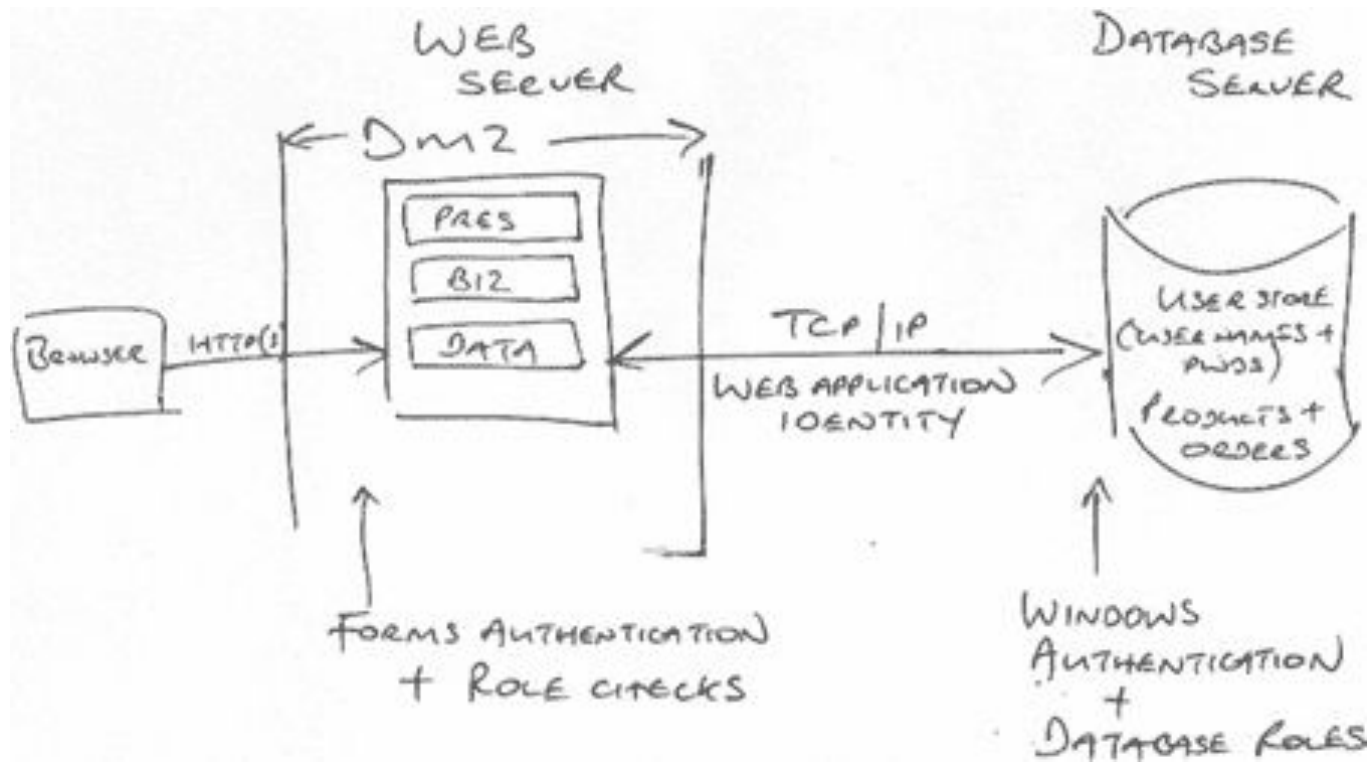 WEB
SERVER
DATABASE
SERVER
DMZ
PRES
BIZ
DATA
BROWSER
HTTP(S)
TCP/IP
WEB APPLICATION
IDENTITY
USER STORE
(USER NAMES +
PWDS)
PRODUCTS +
ORDERS
FORMS AUTHENTICATION
+ ROLE CHECKS
WINDOWS
AUTHENTICATION
+
DATABASE ROLES